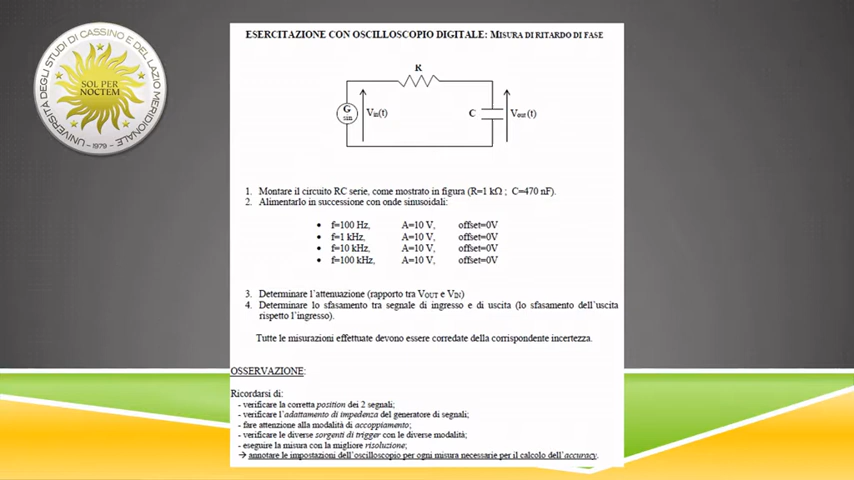 UNIVERSITÀ DEGLI STUDI DI CASSINO E DEL LAZIO MERIDIONALE
SOL PER
NOCTEM
-1979-
ESERCITAZIONE CON OSCILLOSCOPIO DIGITALE: MISURA DI RITARDO DI FASE
R
G
sin
Vin(t)
C
Vout(t)
1. Montare il circuito RC serie, come mostrato in figura (R=1 kΩ ; C=470 nF).
2. Alimentarlo in successione con onde sinusoidali:
• f=100 Hz, A=10 V, offset=0V
• f=1 kHz, A=10 V, offset=0V
• f=10 kHz, A=10 V, offset=0V
• f=100 kHz, A=10 V, offset=0V
3. Determinare l'attenuazione (rapporto tra VOUT e VIN)
4. Determinare lo sfasamento tra segnale di ingresso e di uscita (lo sfasamento dell'uscita
rispetto l'ingresso).
Tutte le misurazioni effettuate devono essere corredate della corrispondente incertezza.
OSSERVAZIONE:
Ricordarsi di:
- verificare la corretta position dei 2 segnali;
- verificare l'adattamento di impedenza del generatore di segnali;
- fare attenzione alla modalità di accoppiamento;
- verificare le diverse sorgenti di trigger con le diverse modalità;
- eseguire la misura con la migliore risoluzione;
→ annotare le impostazioni dell'oscilloscopio per ogni misura necessarie per il calcolo dell'accuracy.